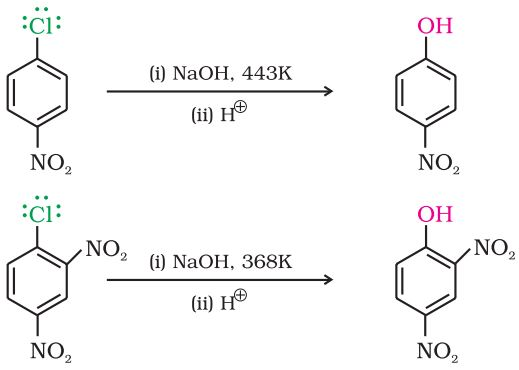 :Cl: OH
(i) NaOH, 443K
(ii) H⊕
NO₂ NO₂
:Cl: OH
NO₂ (i) NaOH, 368K NO₂
(ii) H⊕
NO₂ NO₂